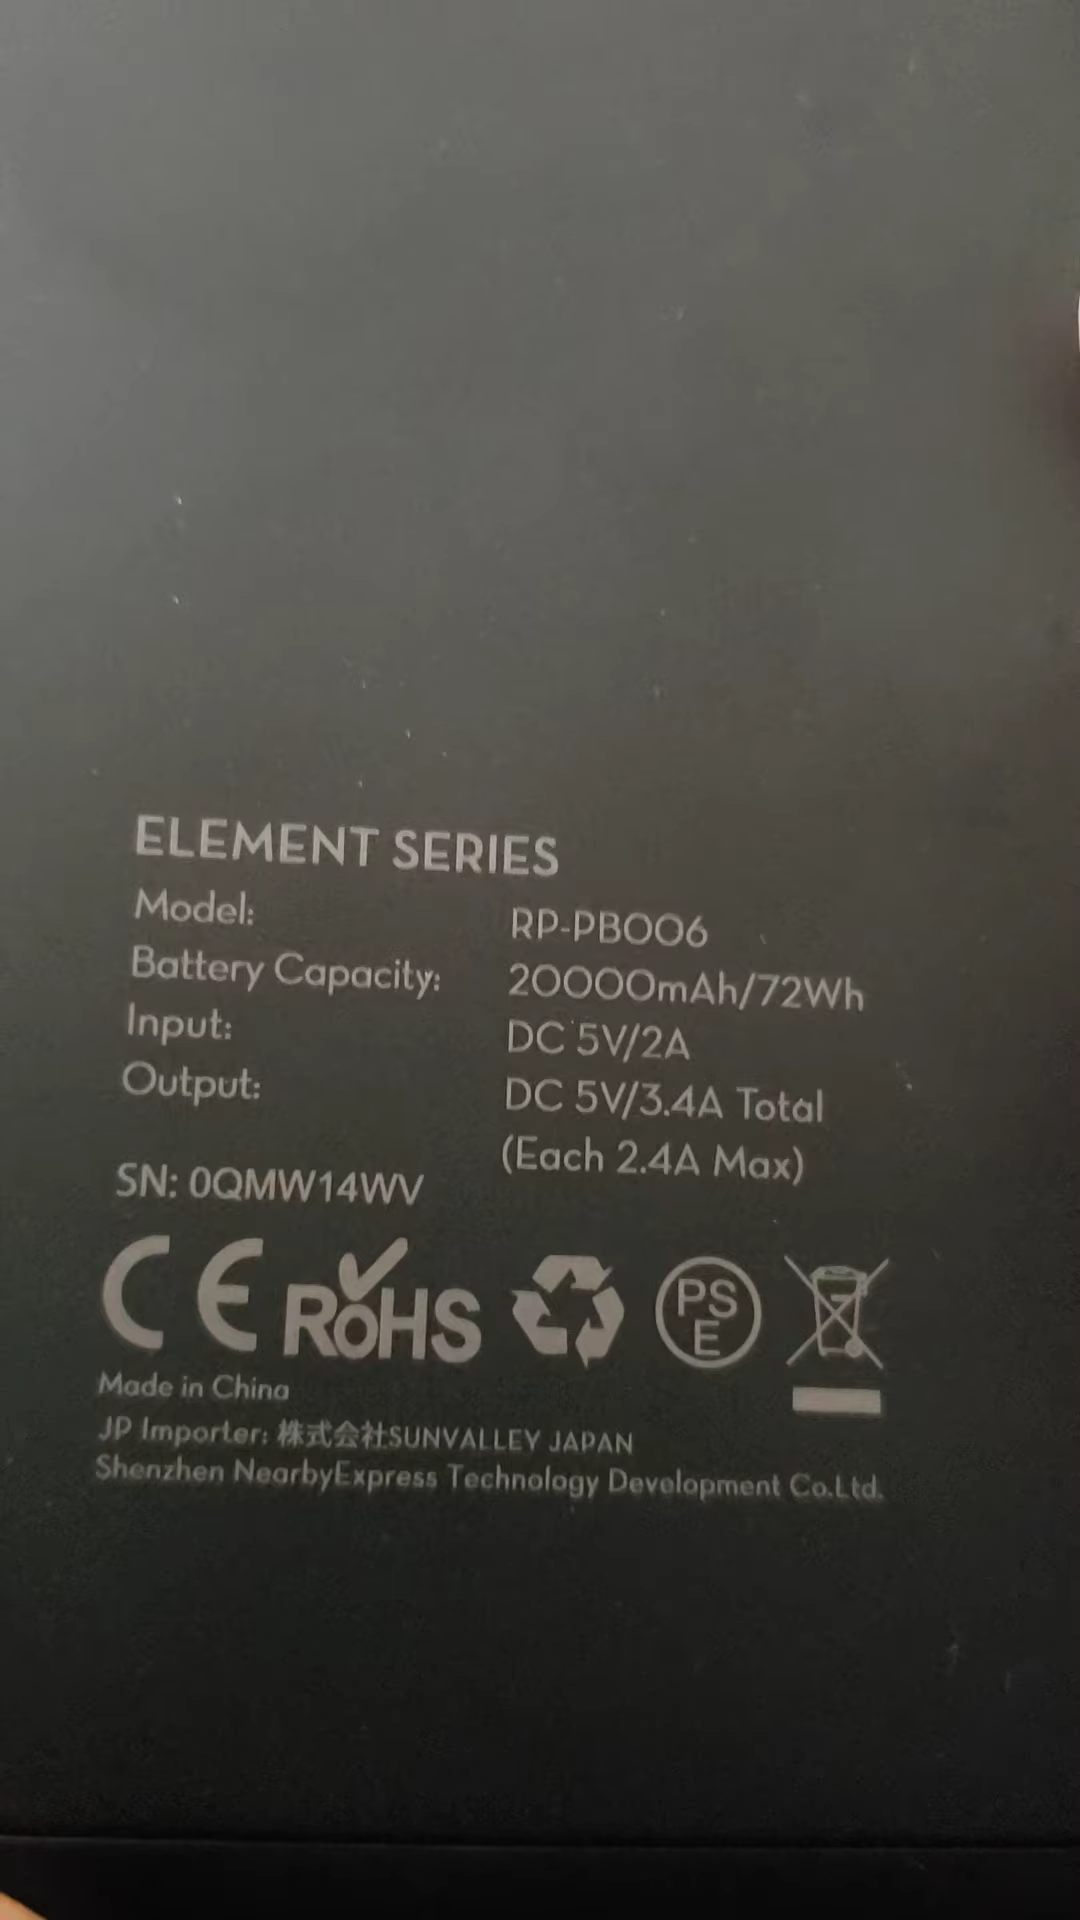 ELEMENT SERIES
Model: RP-PB006
Battery Capacity: 20000mAh/72Wh
Input: DC 5V/2A
Output: DC 5V/3.4A Total
(Each 2.4A Max)
SN: 0QMW14WV
CE RoHS PS E
Made in China
JP Importer: 株式会社SUNVALLEY JAPAN
Shenzhen NearbyExpress Technology Development Co.Ltd.